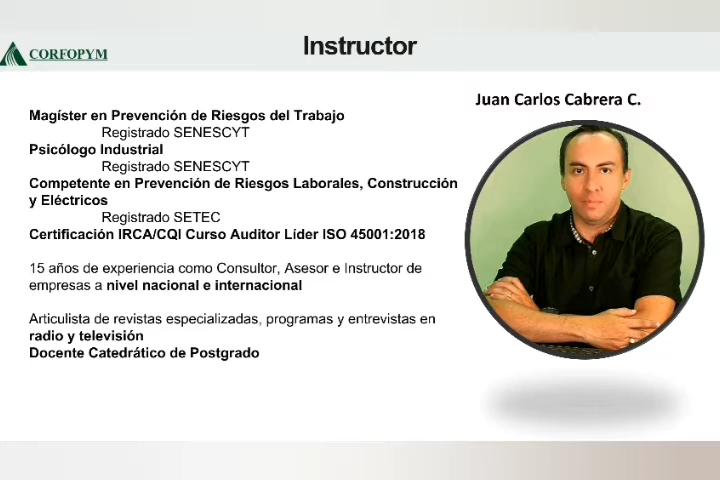 Instructor
CORFOPYM
Juan Carlos Cabrera C.
Magíster en Prevención de Riesgos del Trabajo
Registrado SENESCYT
Psicólogo Industrial
Registrado SENESCYT
Competente en Prevención de Riesgos Laborales, Construcción
y Eléctricos
Registrado SETEC
Certificación IRCA/CQI Curso Auditor Líder ISO 45001:2018
15 años de experiencia como Consultor, Asesor e Instructor de
empresas a nivel nacional e internacional
Articulista de revistas especializadas, programas y entrevistas en
radio y televisión
Docente Catedrático de Postgrado